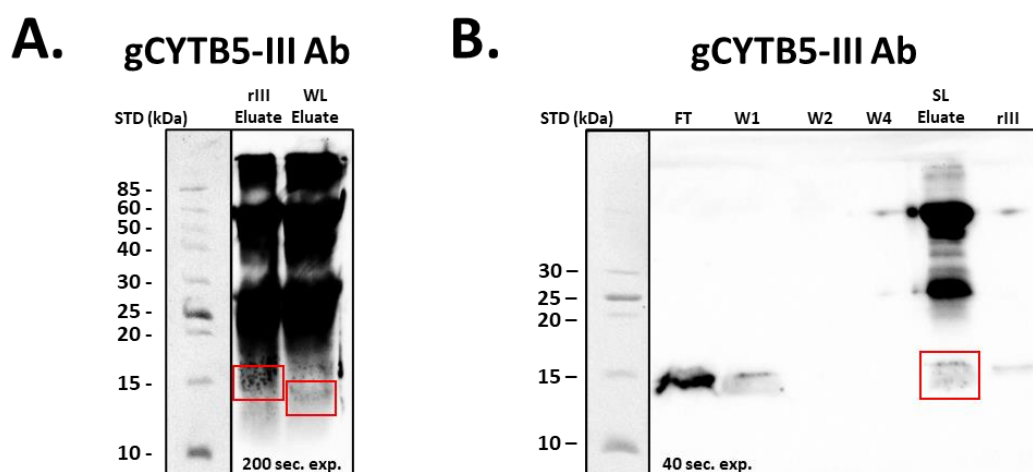 A.
gCYTB5-III Ab
STD (kDa)
rIII
Eluate
WL
Eluate
85 -
60 -
50 -
40 -
30 -
25 -
20 -
15 -
10 -
200 sec. exp.
B.
gCYTB5-III Ab
STD (kDa)
FT
W1
W2
W4
SL
Eluate
rIII
30 –
25 –
20 –
15 –
10 –
40 sec. exp.